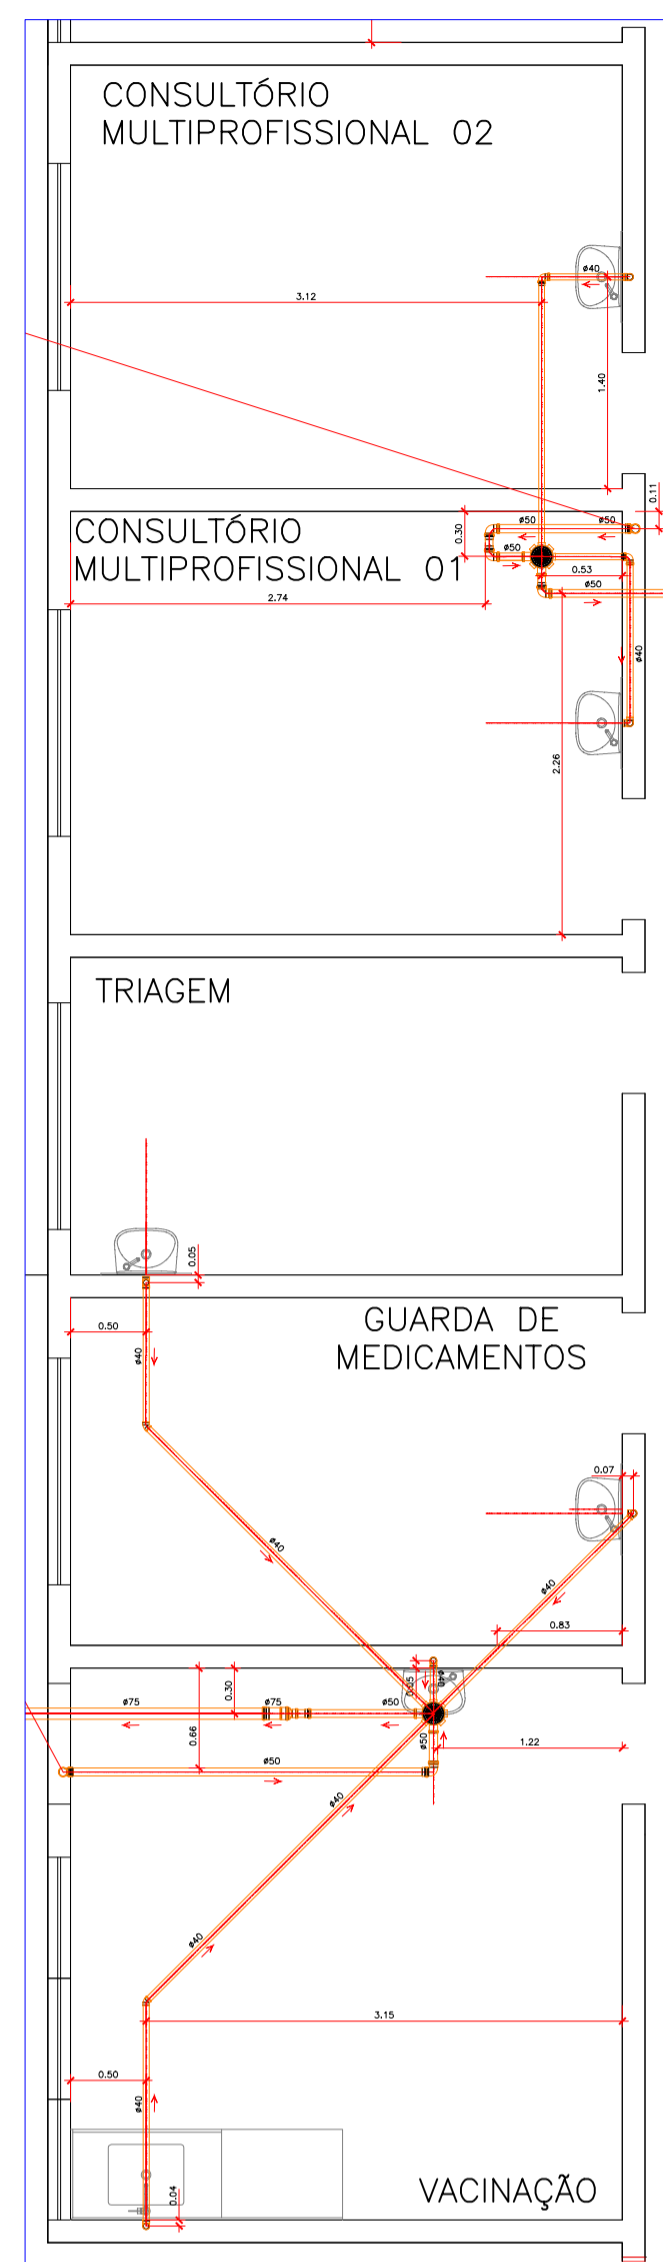 CONSULTÓRIO
MULTIPROFISSIONAL 02
ø40
3.12
1.40
0.11
CONSULTÓRIO
MULTIPROFISSIONAL 01
ø50
ø50
0.30
ø50
0.53
ø50
2.74
ø40
2.26
TRIAGEM
0.05
0.50
ø40
GUARDA DE
MEDICAMENTOS
0.07
ø40
ø40
0.83
0.05
ø40
0.30
ø75
ø75
ø50
0.66
ø50
1.22
ø50
ø40
ø40
3.15
0.50
ø40
0.04
VACINAÇÃO